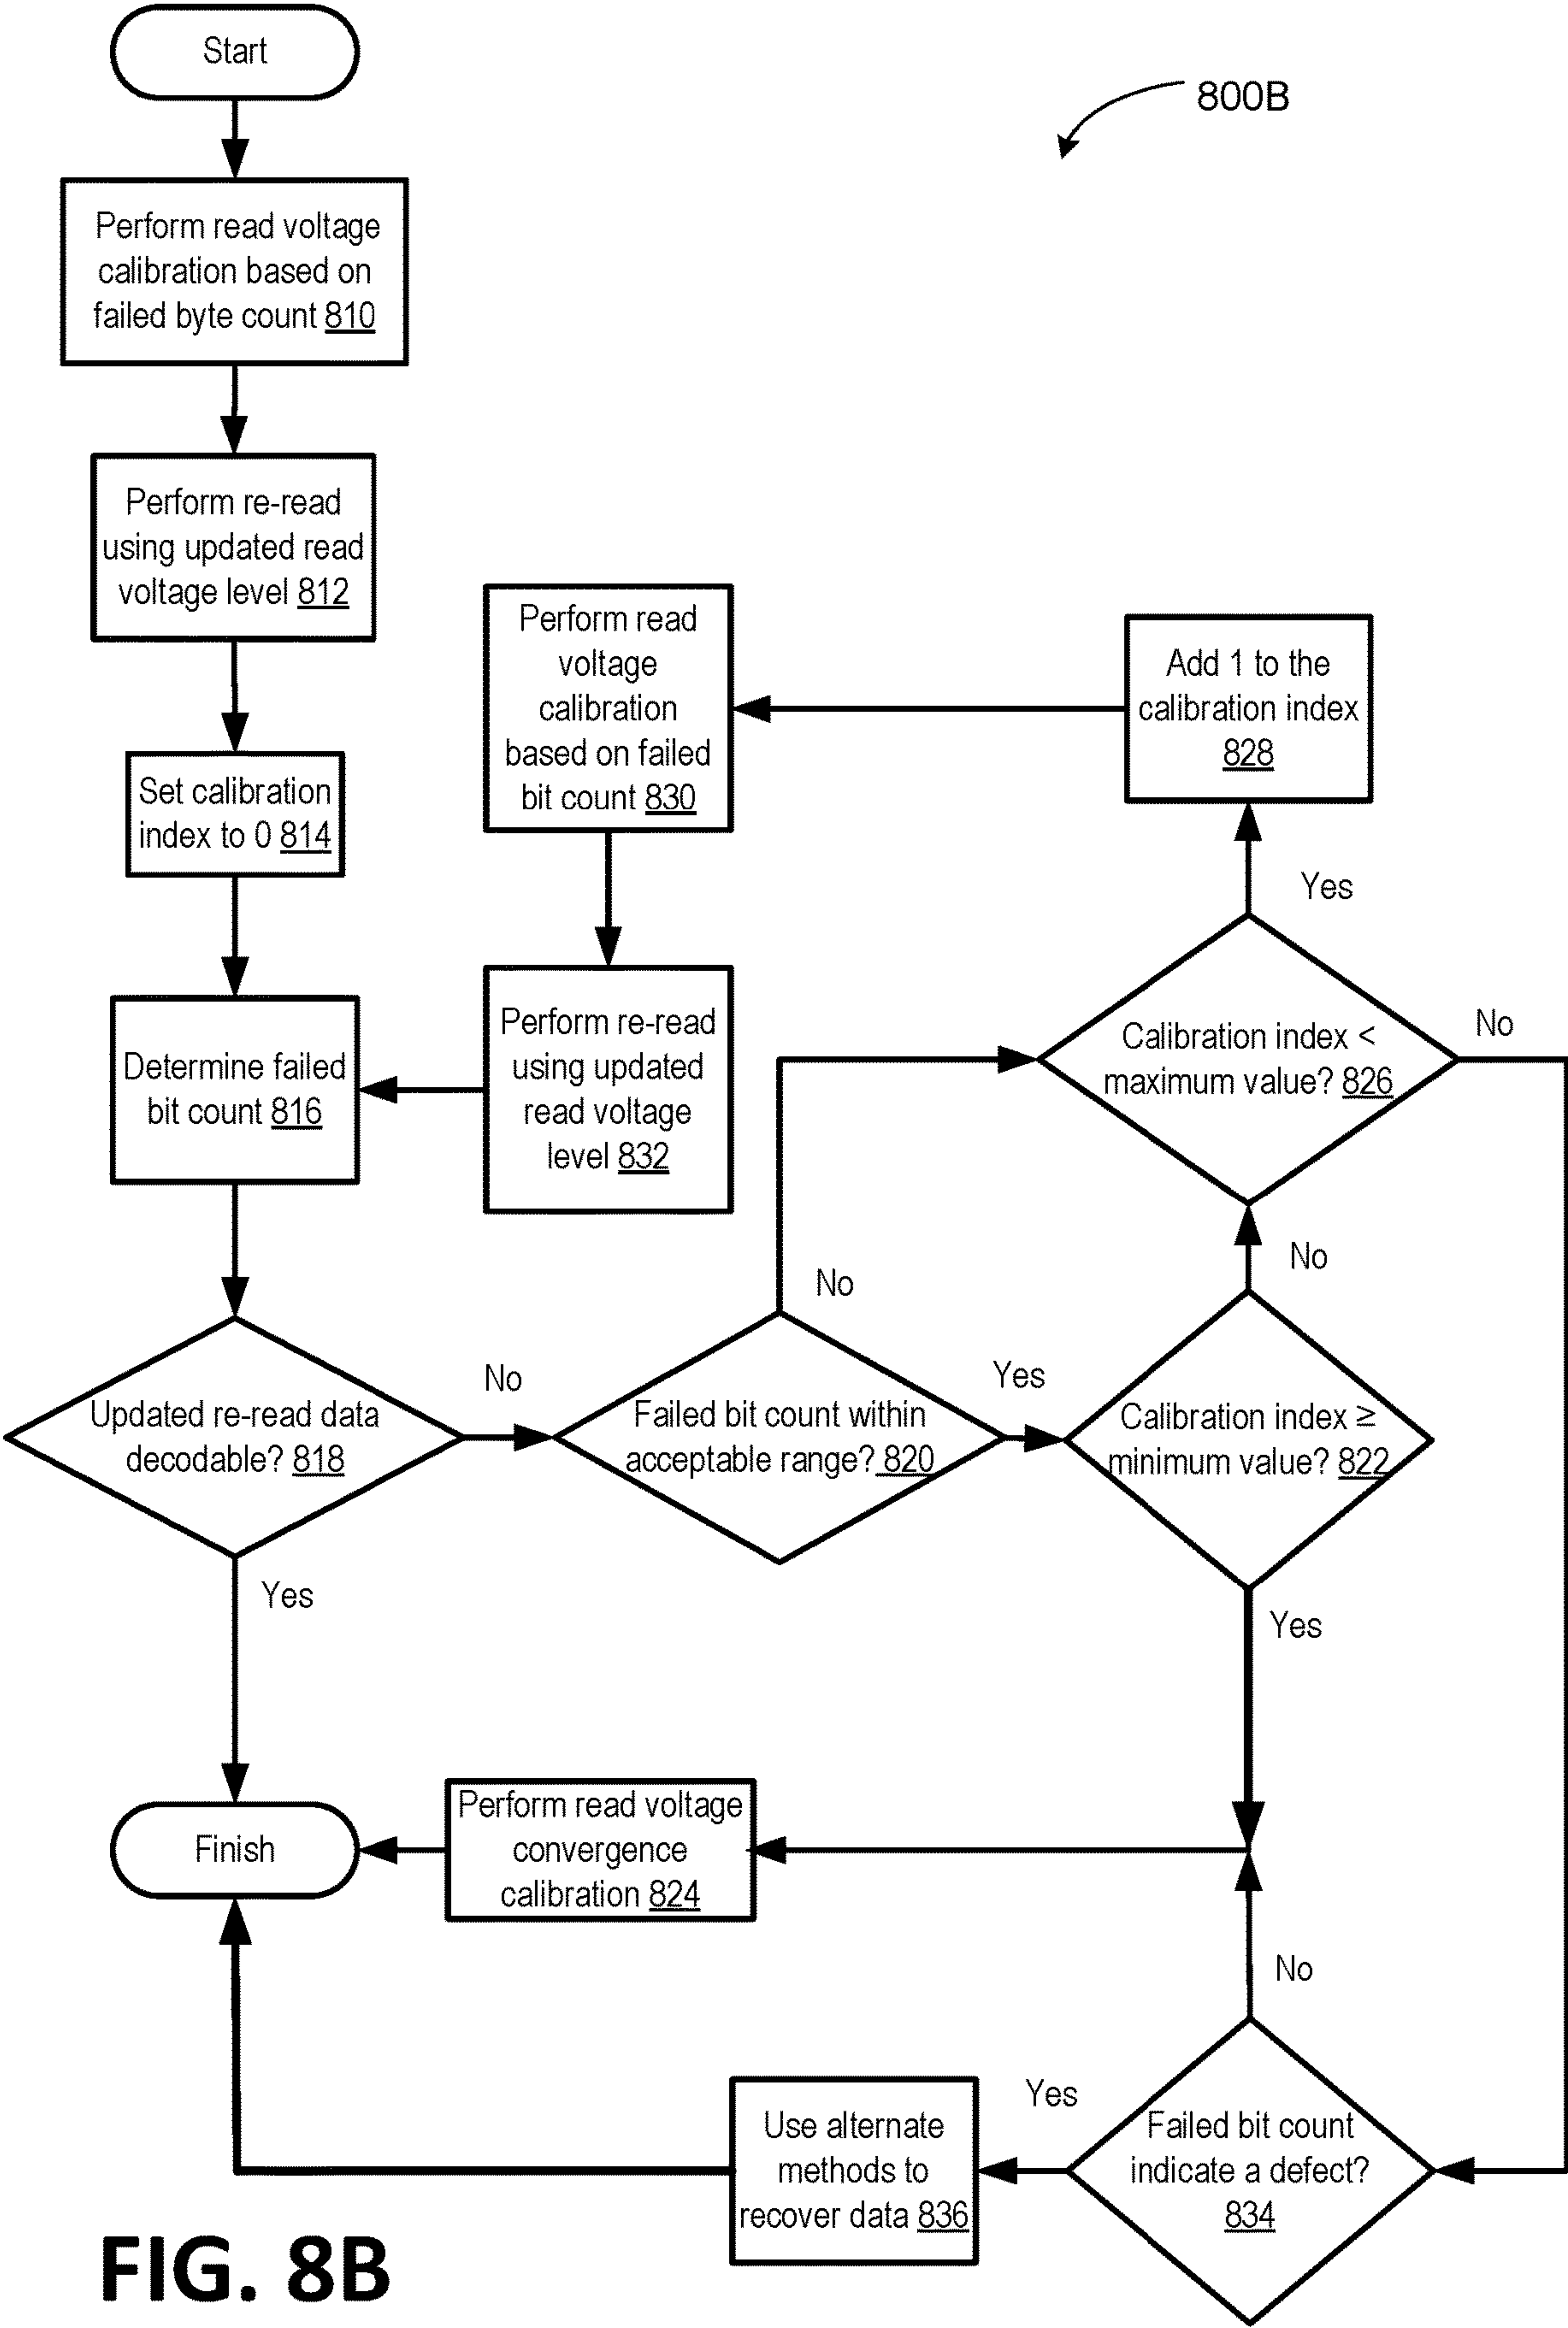 Start
800B
Perform read voltage
calibration based on
failed byte count 810
Perform re-read
using updated read
voltage level 812
Set calibration
index to 0 814
Determine failed
bit count 816
Perform read
voltage
calibration
based on failed
bit count 830
Perform re-read
using updated
read voltage
level 832
Add 1 to the
calibration index
828
Yes
Calibration index <
maximum value? 826
No
No
No
Updated re-read data
decodable? 818
No
Failed bit count within
acceptable range? 820
Yes
Calibration index ≥
minimum value? 822
Yes
Yes
Finish
Perform read voltage
convergence
calibration 824
No
Yes
Use alternate
methods to
recover data 836
Failed bit count
indicate a defect?
834
FIG. 8B